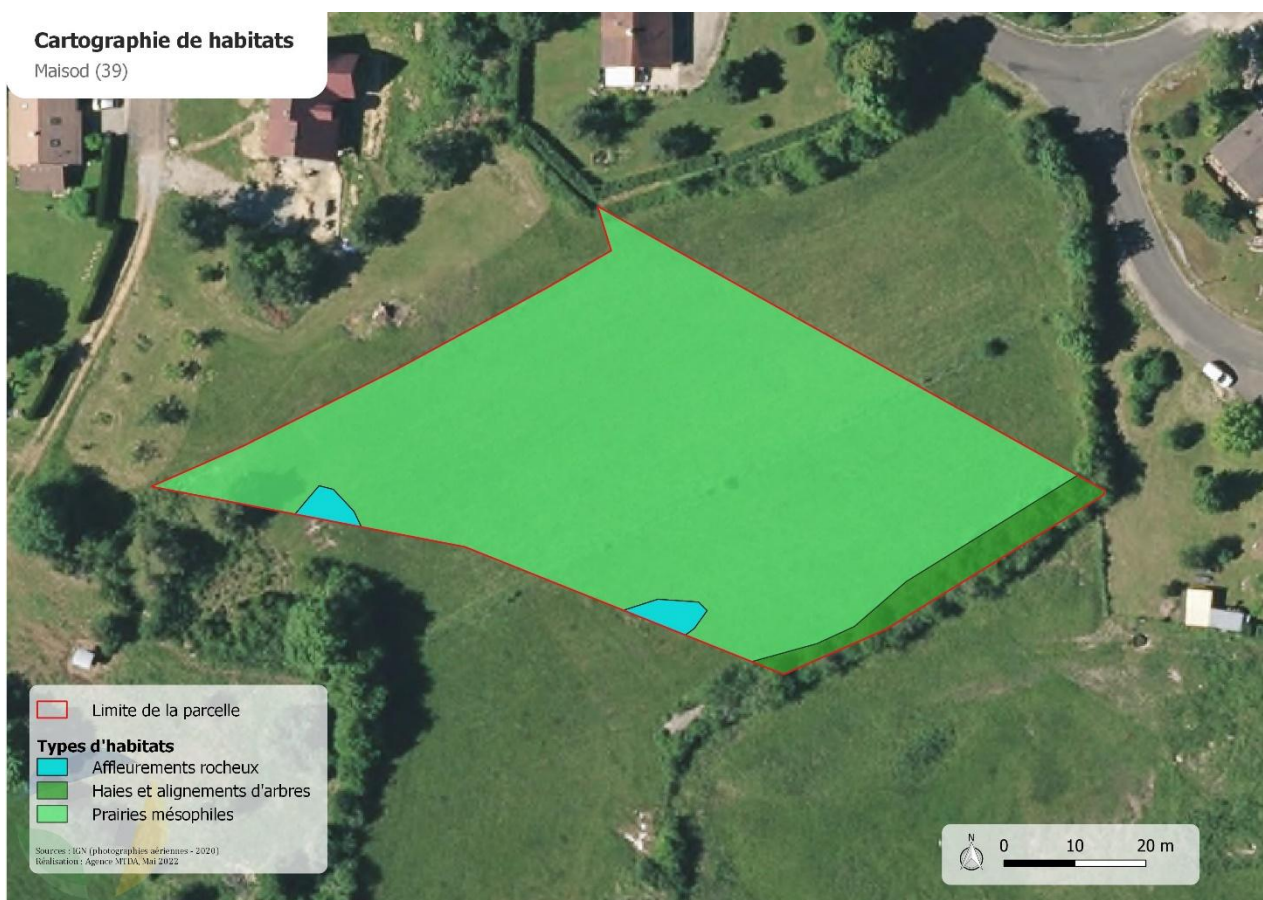 Cartographie de habitats
Maisod (39)
Limite de la parcelle
Types d'habitats
Affleurements rocheux
Haies et alignements d'arbres
Prairies mésophiles
Sources : IGN (photographies aériennes - 2020)
Réalisation : Agence MTDA, Mai 2022
N
0 10 20 m